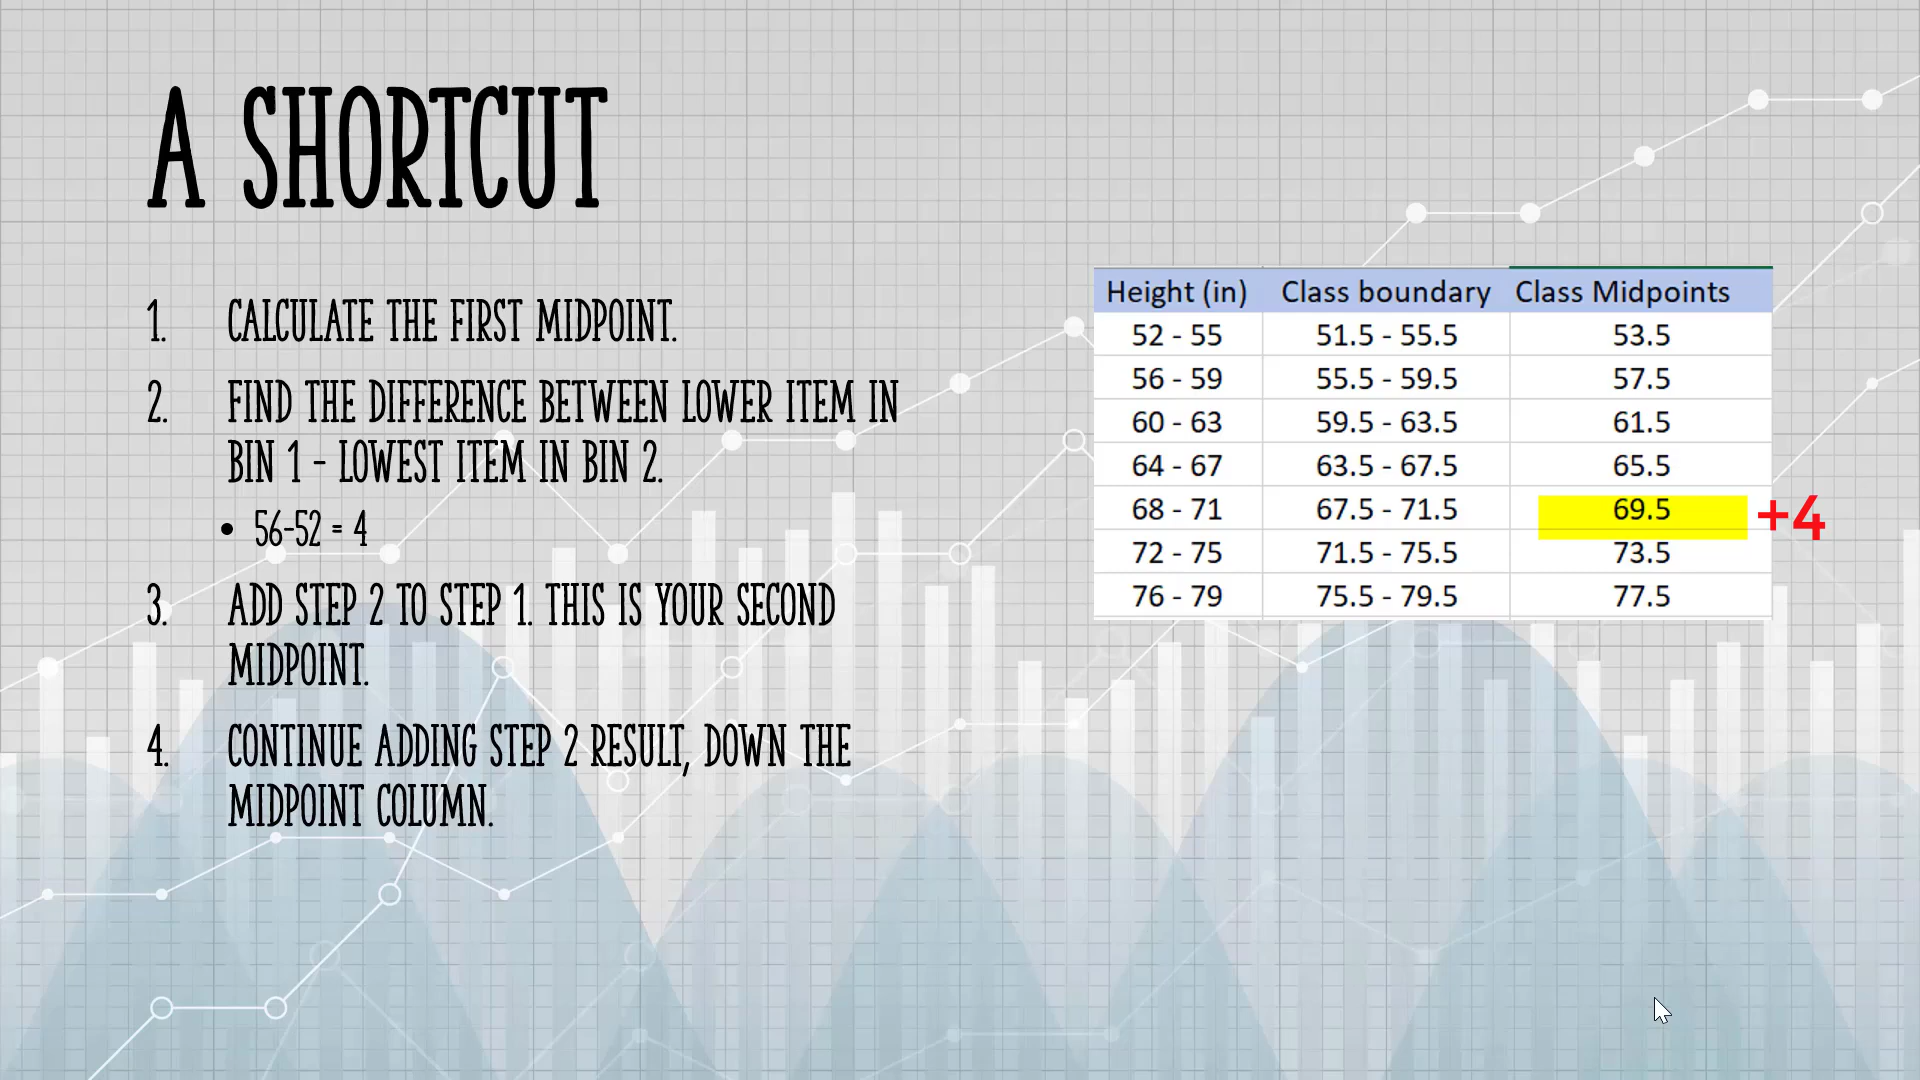 A SHORTCUT
1. CALCULATE THE FIRST MIDPOINT.
2. FIND THE DIFFERENCE BETWEEN LOWER ITEM IN
BIN 1 - LOWEST ITEM IN BIN 2.
• 56-52 = 4
3. ADD STEP 2 TO STEP 1. THIS IS YOUR SECOND
MIDPOINT.
4. CONTINUE ADDING STEP 2 RESULT, DOWN THE
MIDPOINT COLUMN.
Height (in) Class boundary Class Midpoints
52 - 55 51.5 - 55.5 53.5
56 - 59 55.5 - 59.5 57.5
60 - 63 59.5 - 63.5 61.5
64 - 67 63.5 - 67.5 65.5
68 - 71 67.5 - 71.5 69.5 +4
72 - 75 71.5 - 75.5 73.5
76 - 79 75.5 - 79.5 77.5